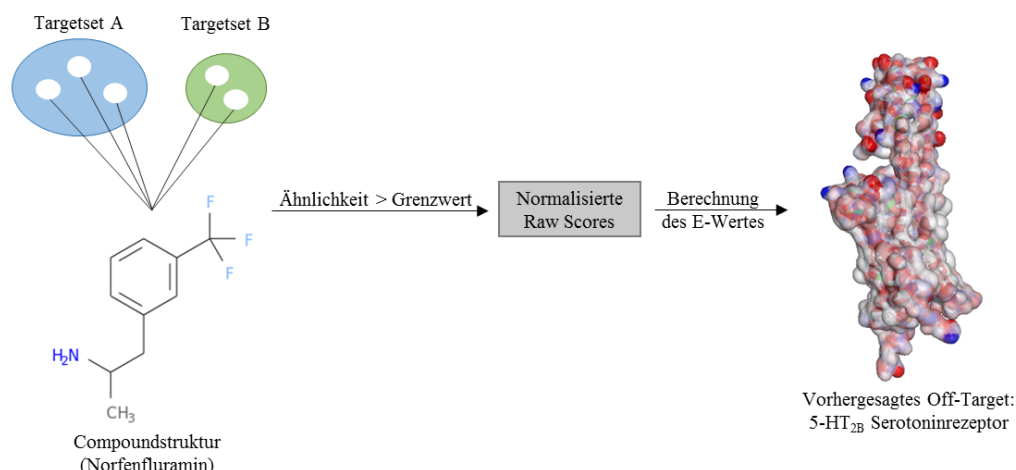 Targetset A
Targetset B
F
F
F
H₂N
CH₃
Compoundstruktur
(Norfenfluramin)
Ähnlichkeit > Grenzwert
Normalisierte
Raw Scores
Berechnung
des E-Wertes
Vorhergesagtes Off-Target:
5-HT₂B Serotoninrezeptor